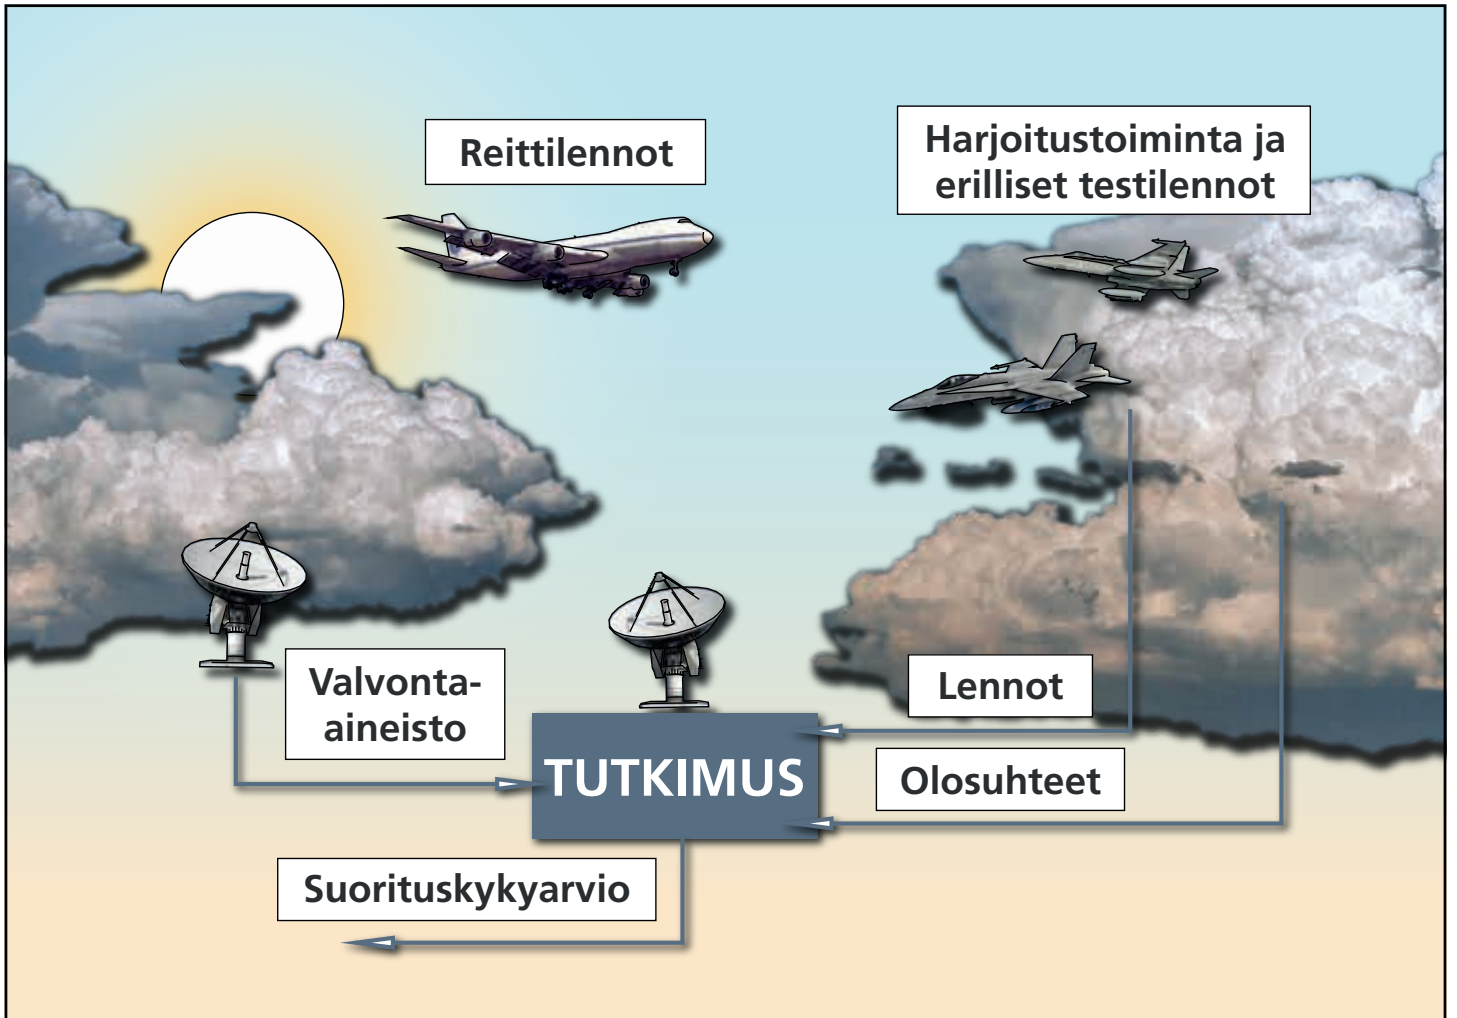 Reittilennot
Harjoitustoiminta ja
erilliset testilennot
Valvonta-
aineisto
Lennot
TUTKIMUS
Olosuhteet
Suorituskykyarvio